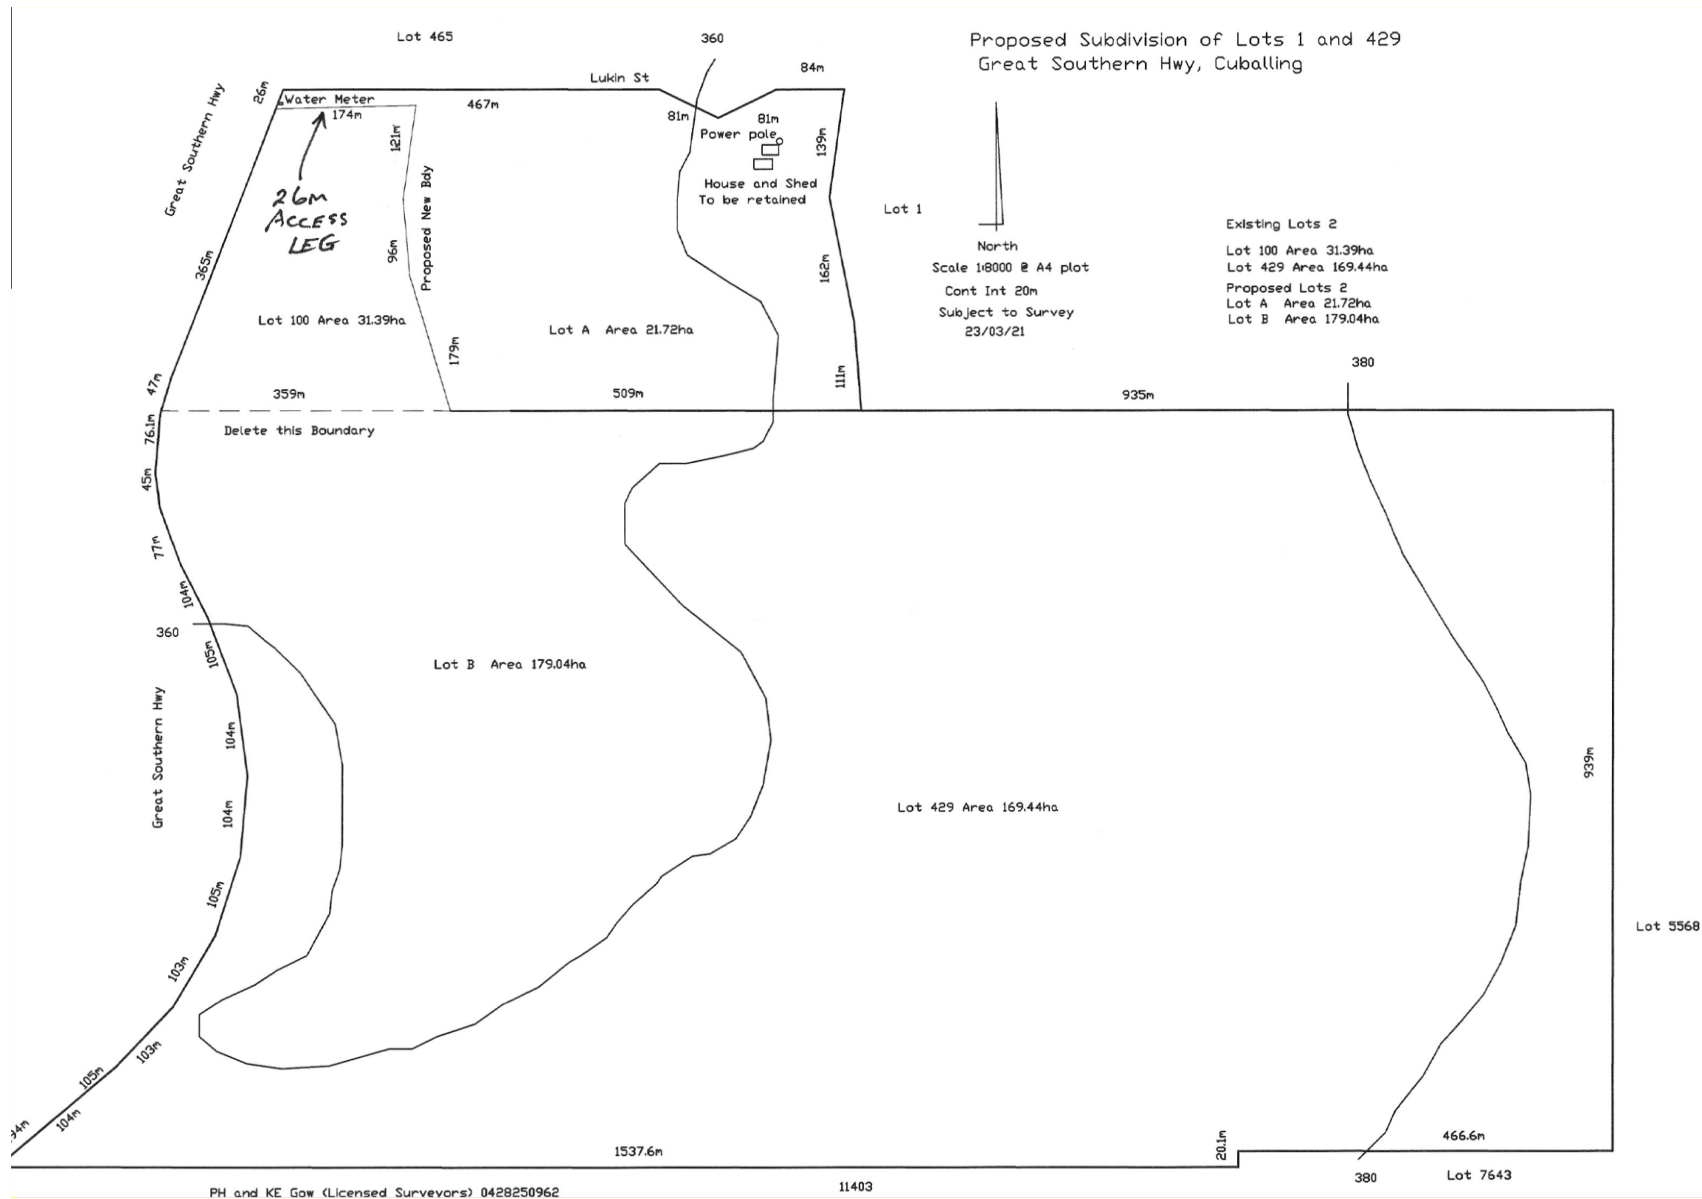 Lot 465
360
Proposed Subdivision of Lots 1 and 429
Great Southern Hwy, Cuballing
84m
Lukin St
26m
Water Meter
174m
467m
81m
81m
Power pole
Great Southern Hwy
121m
139m
26m
ACCESS
LEG
Proposed New Bdy
House and Shed
To be retained
Lot 1
Existing Lots 2
Lot 100 Area 31.39ha
Lot 429 Area 169.44ha
Proposed Lots 2
Lot A Area 21.72ha
Lot B Area 179.04ha
North
Scale 1:8000 @ A4 plot
Cont Int 20m
Subject to Survey
23/03/21
365m
96m
162m
Lot 100 Area 31.39ha
Lot A Area 21.72ha
179m
111m
47m
359m
509m
935m
380
76.1m
Delete this Boundary
45m
77m
104m
360
105m
Lot B Area 179.04ha
Great Southern Hwy
104m
104m
939m
Lot 429 Area 169.44ha
105m
103m
Lot 5568
103m
105m
104m
94m
1537.6m
20.1m
466.6m
380
Lot 7643
11403
PH and KE Gow (Licensed Surveyors) 0428250962